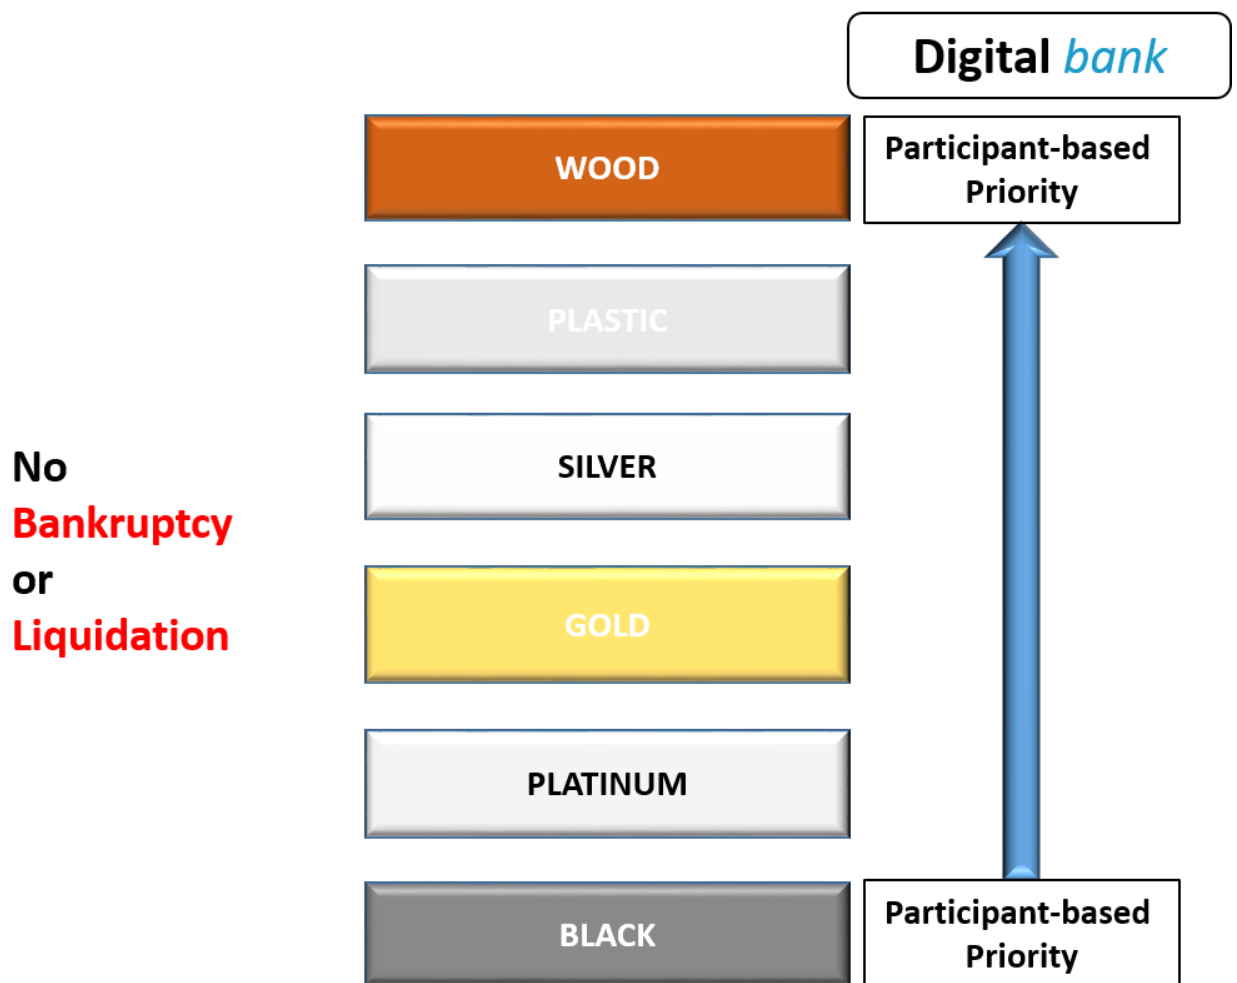 Digital bank
WOOD
Participant-based
Priority
PLASTIC
SILVER
No
Bankruptcy
or
Liquidation
GOLD
PLATINUM
BLACK
Participant-based
Priority